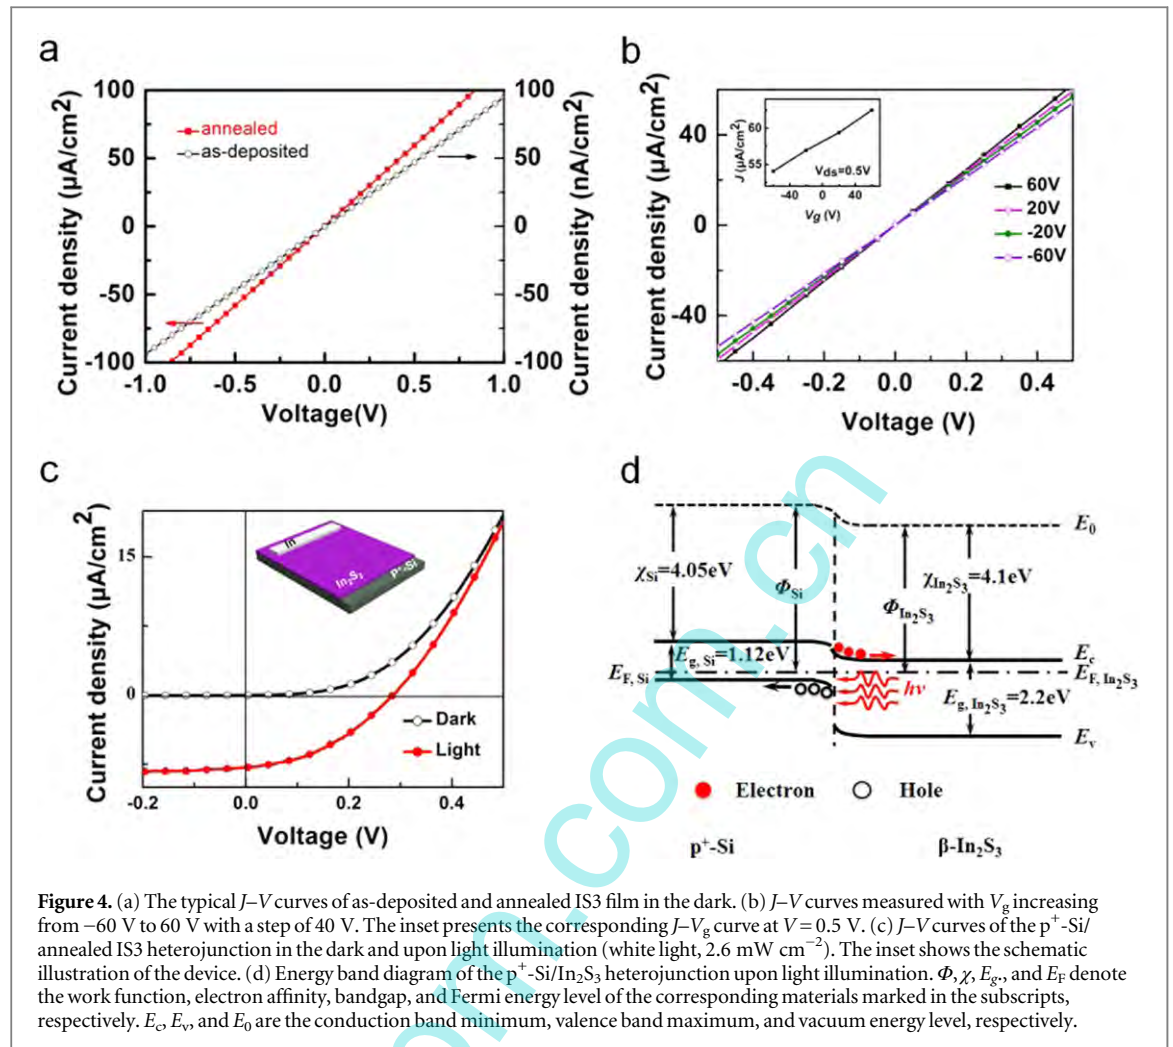 a
100
50
0
-50
-100
Current density (μA/cm²)
annealed
as-deposited
100
50
0
-50
-100
Current density (nA/cm²)
-1.0 -0.5 0.0 0.5 1.0
Voltage(V)
b
40
0
-40
Current density (μA/cm²)
60
55
J (μA/cm²)
Vds=0.5V
-40 0 40
Vg (V)
60V
20V
-20V
-60V
-0.4 -0.2 0.0 0.2 0.4
Voltage (V)
c
15
0
Current density (μA/cm²)
In
In₂S₃
P⁺-Si
Dark
Light
-0.2 0.0 0.2 0.4
Voltage (V)
d
E₀
χSi=4.05eV
ΦSi
χIn₂S₃=4.1eV
ΦIn₂S₃
Eg, Si=1.12eV
Ec
EF, Si
EF, In₂S₃
hν
Eg, In₂S₃=2.2eV
Ev
Electron
Hole
p⁺-Si
β-In₂S₃
Figure 4. (a) The typical J–V curves of as-deposited and annealed IS3 film in the dark. (b) J–V curves measured with Vg increasing
from −60 V to 60 V with a step of 40 V. The inset presents the corresponding J–Vg curve at V = 0.5 V. (c) J–V curves of the p⁺-Si/
annealed IS3 heterojunction in the dark and upon light illumination (white light, 2.6 mW cm⁻²). The inset shows the schematic
illustration of the device. (d) Energy band diagram of the p⁺-Si/In₂S₃ heterojunction upon light illumination. Φ, χ, Eg., and EF denote
the work function, electron affinity, bandgap, and Fermi energy level of the corresponding materials marked in the subscripts,
respectively. Ec, Ev, and E₀ are the conduction band minimum, valence band maximum, and vacuum energy level, respectively.